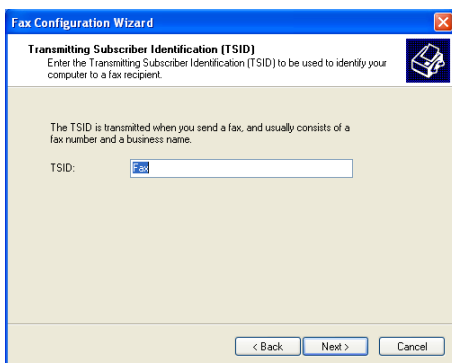 Fax Configuration Wizard
Transmitting Subscriber Identification (TSID)
Enter the Transmitting Subscriber Identification (TSID) to be used to identify your
computer to a fax recipient.
The TSID is transmitted when you send a fax, and usually consists of a
fax number and a business name.
TSID:
Fax
< Back
Next >
Cancel